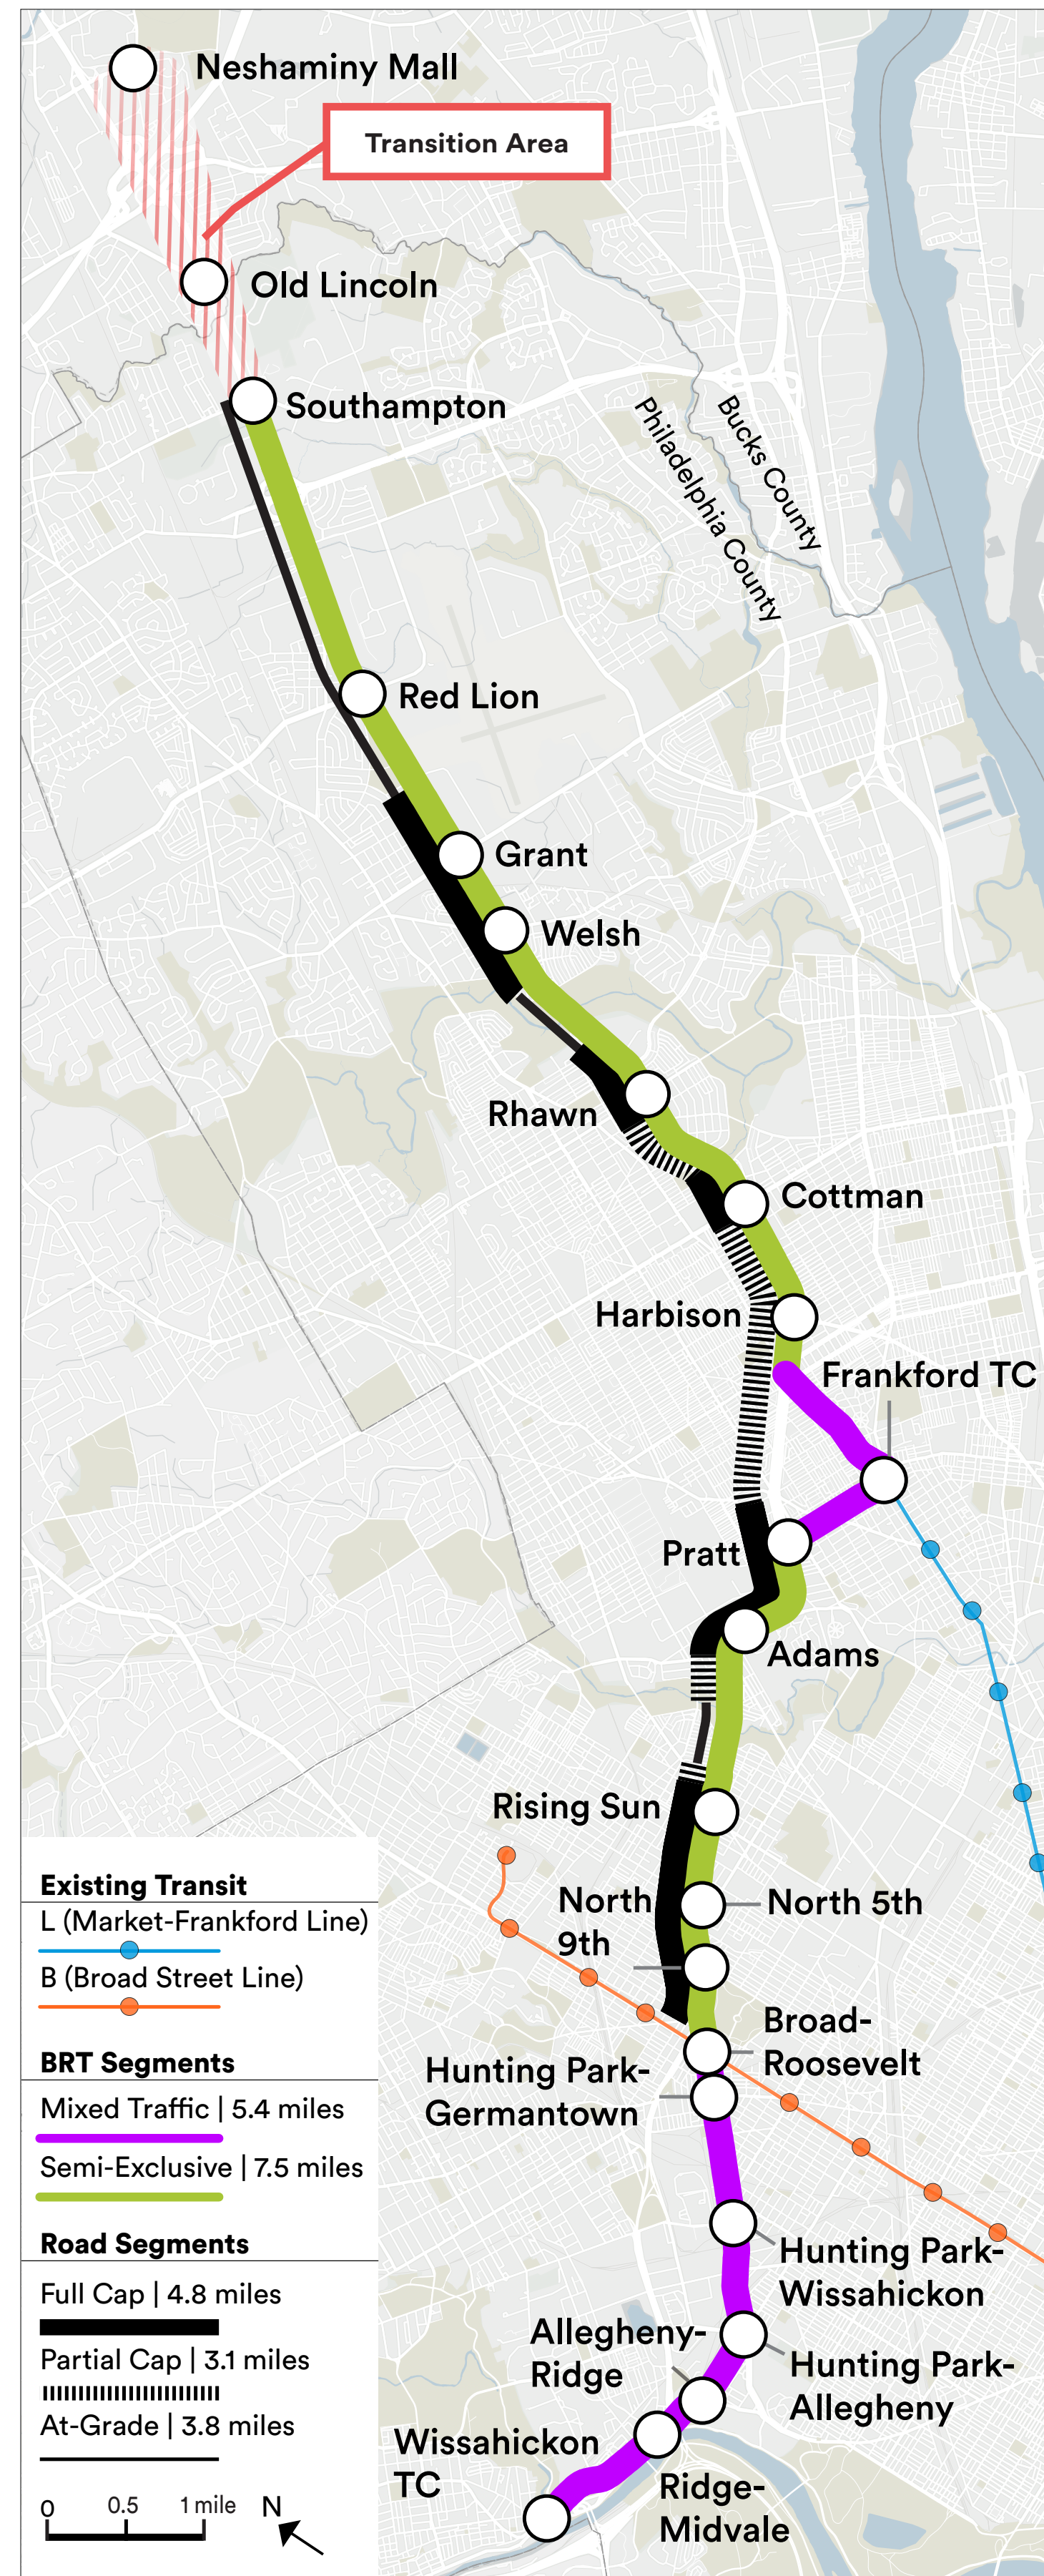 Neshaminy Mall
Transition Area
Old Lincoln
Southampton
Bucks County
Philadelphia County
Red Lion
Grant
Welsh
Rhawn
Cottman
Harbison
Frankford TC
Pratt
Adams
Rising Sun
North
9th
North 5th
Broad-
Roosevelt
Hunting Park-
Germantown
Hunting Park-
Wissahickon
Allegheny-
Ridge
Hunting Park-
Allegheny
Wissahickon
TC
Ridge-
Midvale
Existing Transit
L (Market-Frankford Line)
B (Broad Street Line)
BRT Segments
Mixed Traffic | 5.4 miles
Semi-Exclusive | 7.5 miles
Road Segments
Full Cap | 4.8 miles
Partial Cap | 3.1 miles
At-Grade | 3.8 miles
0 0.5 1 mile N